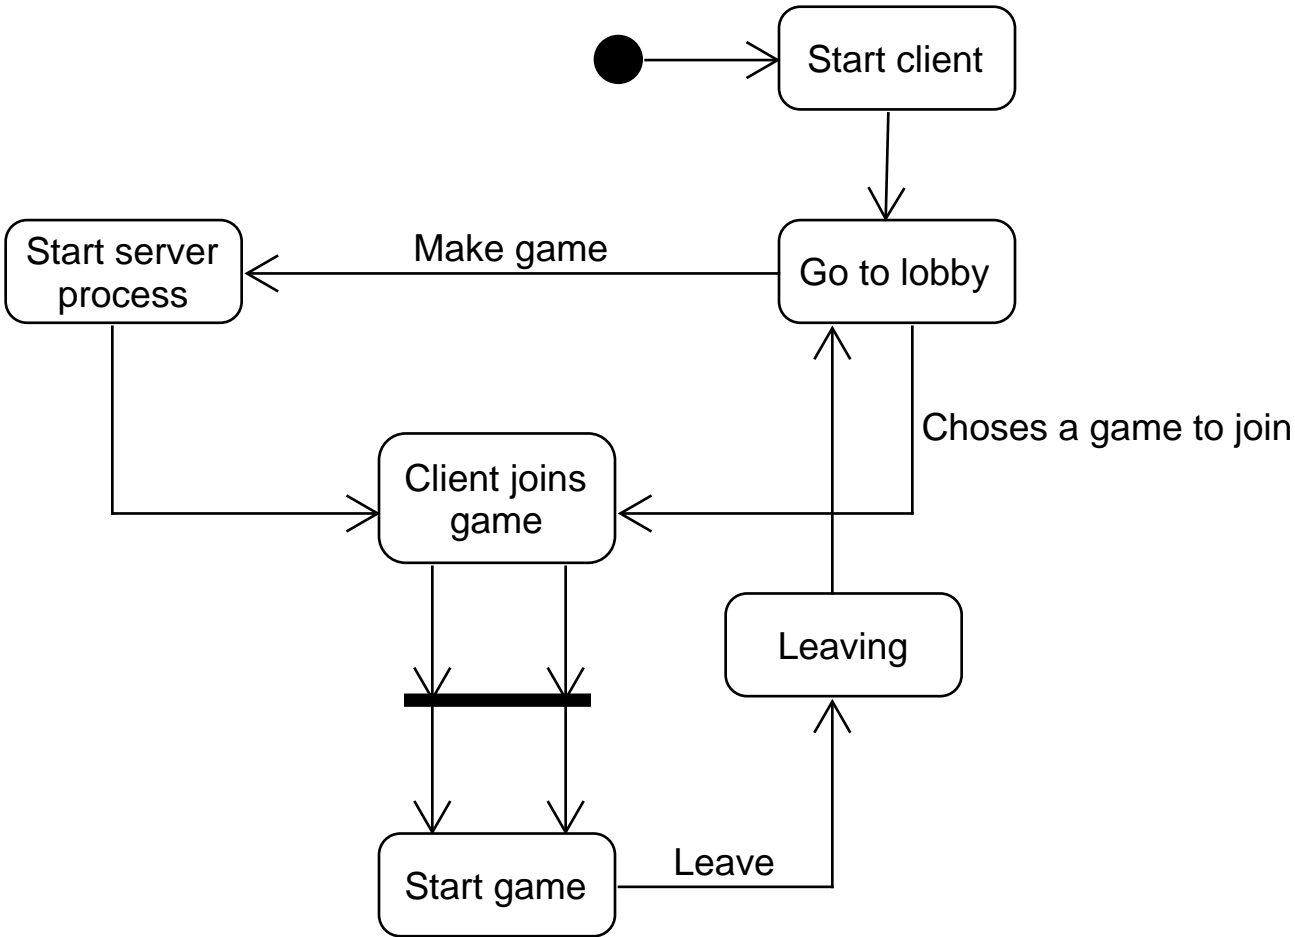 Start client
Start server
process
Make game
Go to lobby
Choses a game to join
Client joins
game
Leaving
Leave
Start game